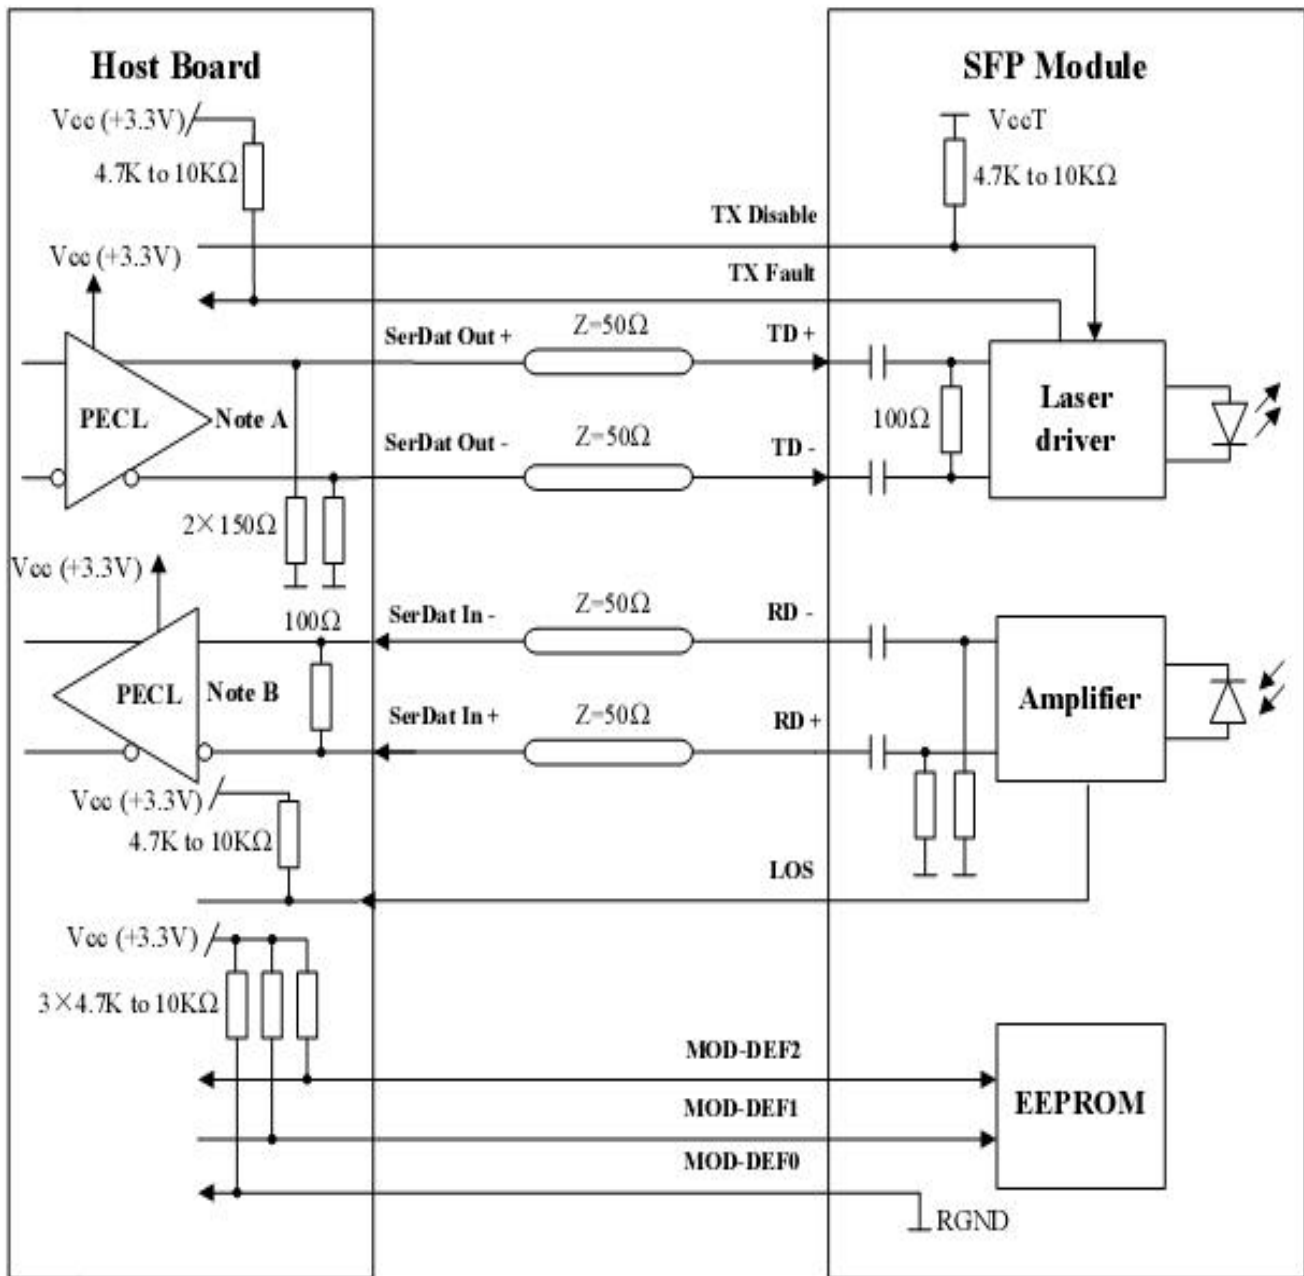 Host Board
SFP Module
Vcc (+3.3V)
VccT
4.7K to 10KΩ
4.7K to 10KΩ
TX Disable
Vcc (+3.3V)
TX Fault
SerDat Out +
Z=50Ω
TD +
PECL
Note A
Laser
driver
100Ω
SerDat Out -
Z=50Ω
TD -
2×150Ω
Vcc (+3.3V)
100Ω
SerDat In -
Z=50Ω
RD -
PECL
Note B
Amplifier
SerDat In +
Z=50Ω
RD +
Vcc (+3.3V)
4.7K to 10KΩ
LOS
Vcc (+3.3V)
3×4.7K to 10KΩ
MOD-DEF2
EEPROM
MOD-DEF1
MOD-DEF0
RGND